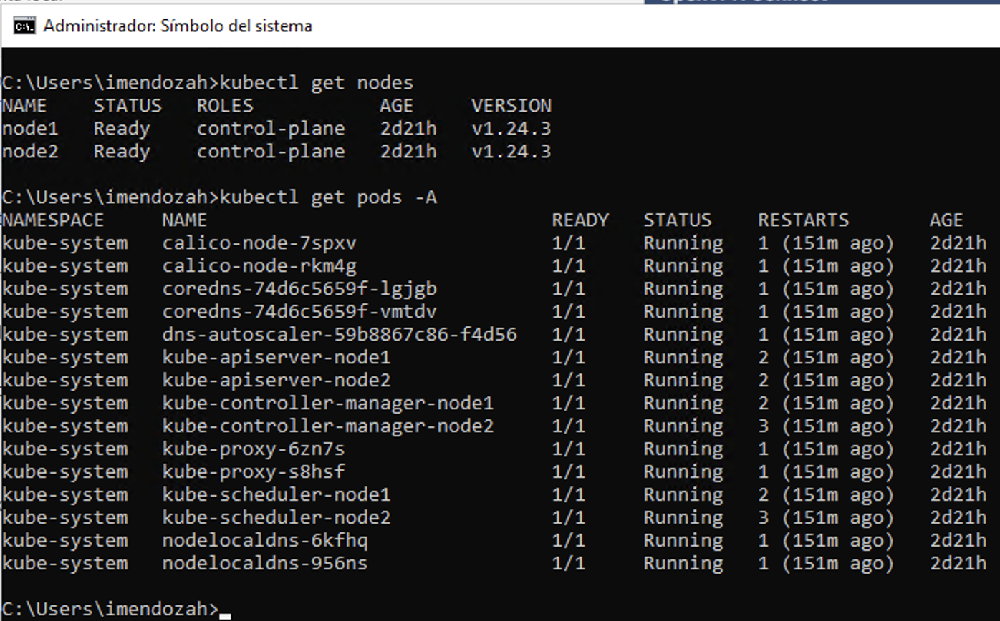 Administrador: Símbolo del sistema
C:\Users\imendozah>kubectl get nodes
NAME STATUS ROLES AGE VERSION
node1 Ready control-plane 2d21h v1.24.3
node2 Ready control-plane 2d21h v1.24.3
C:\Users\imendozah>kubectl get pods -A
NAMESPACE NAME READY STATUS RESTARTS AGE
kube-system calico-node-7spxv 1/1 Running 1 (151m ago) 2d21h
kube-system calico-node-rkm4g 1/1 Running 1 (151m ago) 2d21h
kube-system coredns-74d6c5659f-lgjgb 1/1 Running 1 (151m ago) 2d21h
kube-system coredns-74d6c5659f-vmtdv 1/1 Running 1 (151m ago) 2d21h
kube-system dns-autoscaler-59b8867c86-f4d56 1/1 Running 1 (151m ago) 2d21h
kube-system kube-apiserver-node1 1/1 Running 2 (151m ago) 2d21h
kube-system kube-apiserver-node2 1/1 Running 2 (151m ago) 2d21h
kube-system kube-controller-manager-node1 1/1 Running 2 (151m ago) 2d21h
kube-system kube-controller-manager-node2 1/1 Running 3 (151m ago) 2d21h
kube-system kube-proxy-6zn7s 1/1 Running 1 (151m ago) 2d21h
kube-system kube-proxy-s8hsf 1/1 Running 1 (151m ago) 2d21h
kube-system kube-scheduler-node1 1/1 Running 2 (151m ago) 2d21h
kube-system kube-scheduler-node2 1/1 Running 3 (151m ago) 2d21h
kube-system nodelocaldns-6kfhq 1/1 Running 1 (151m ago) 2d21h
kube-system nodelocaldns-956ns 1/1 Running 1 (151m ago) 2d21h
C:\Users\imendozah>